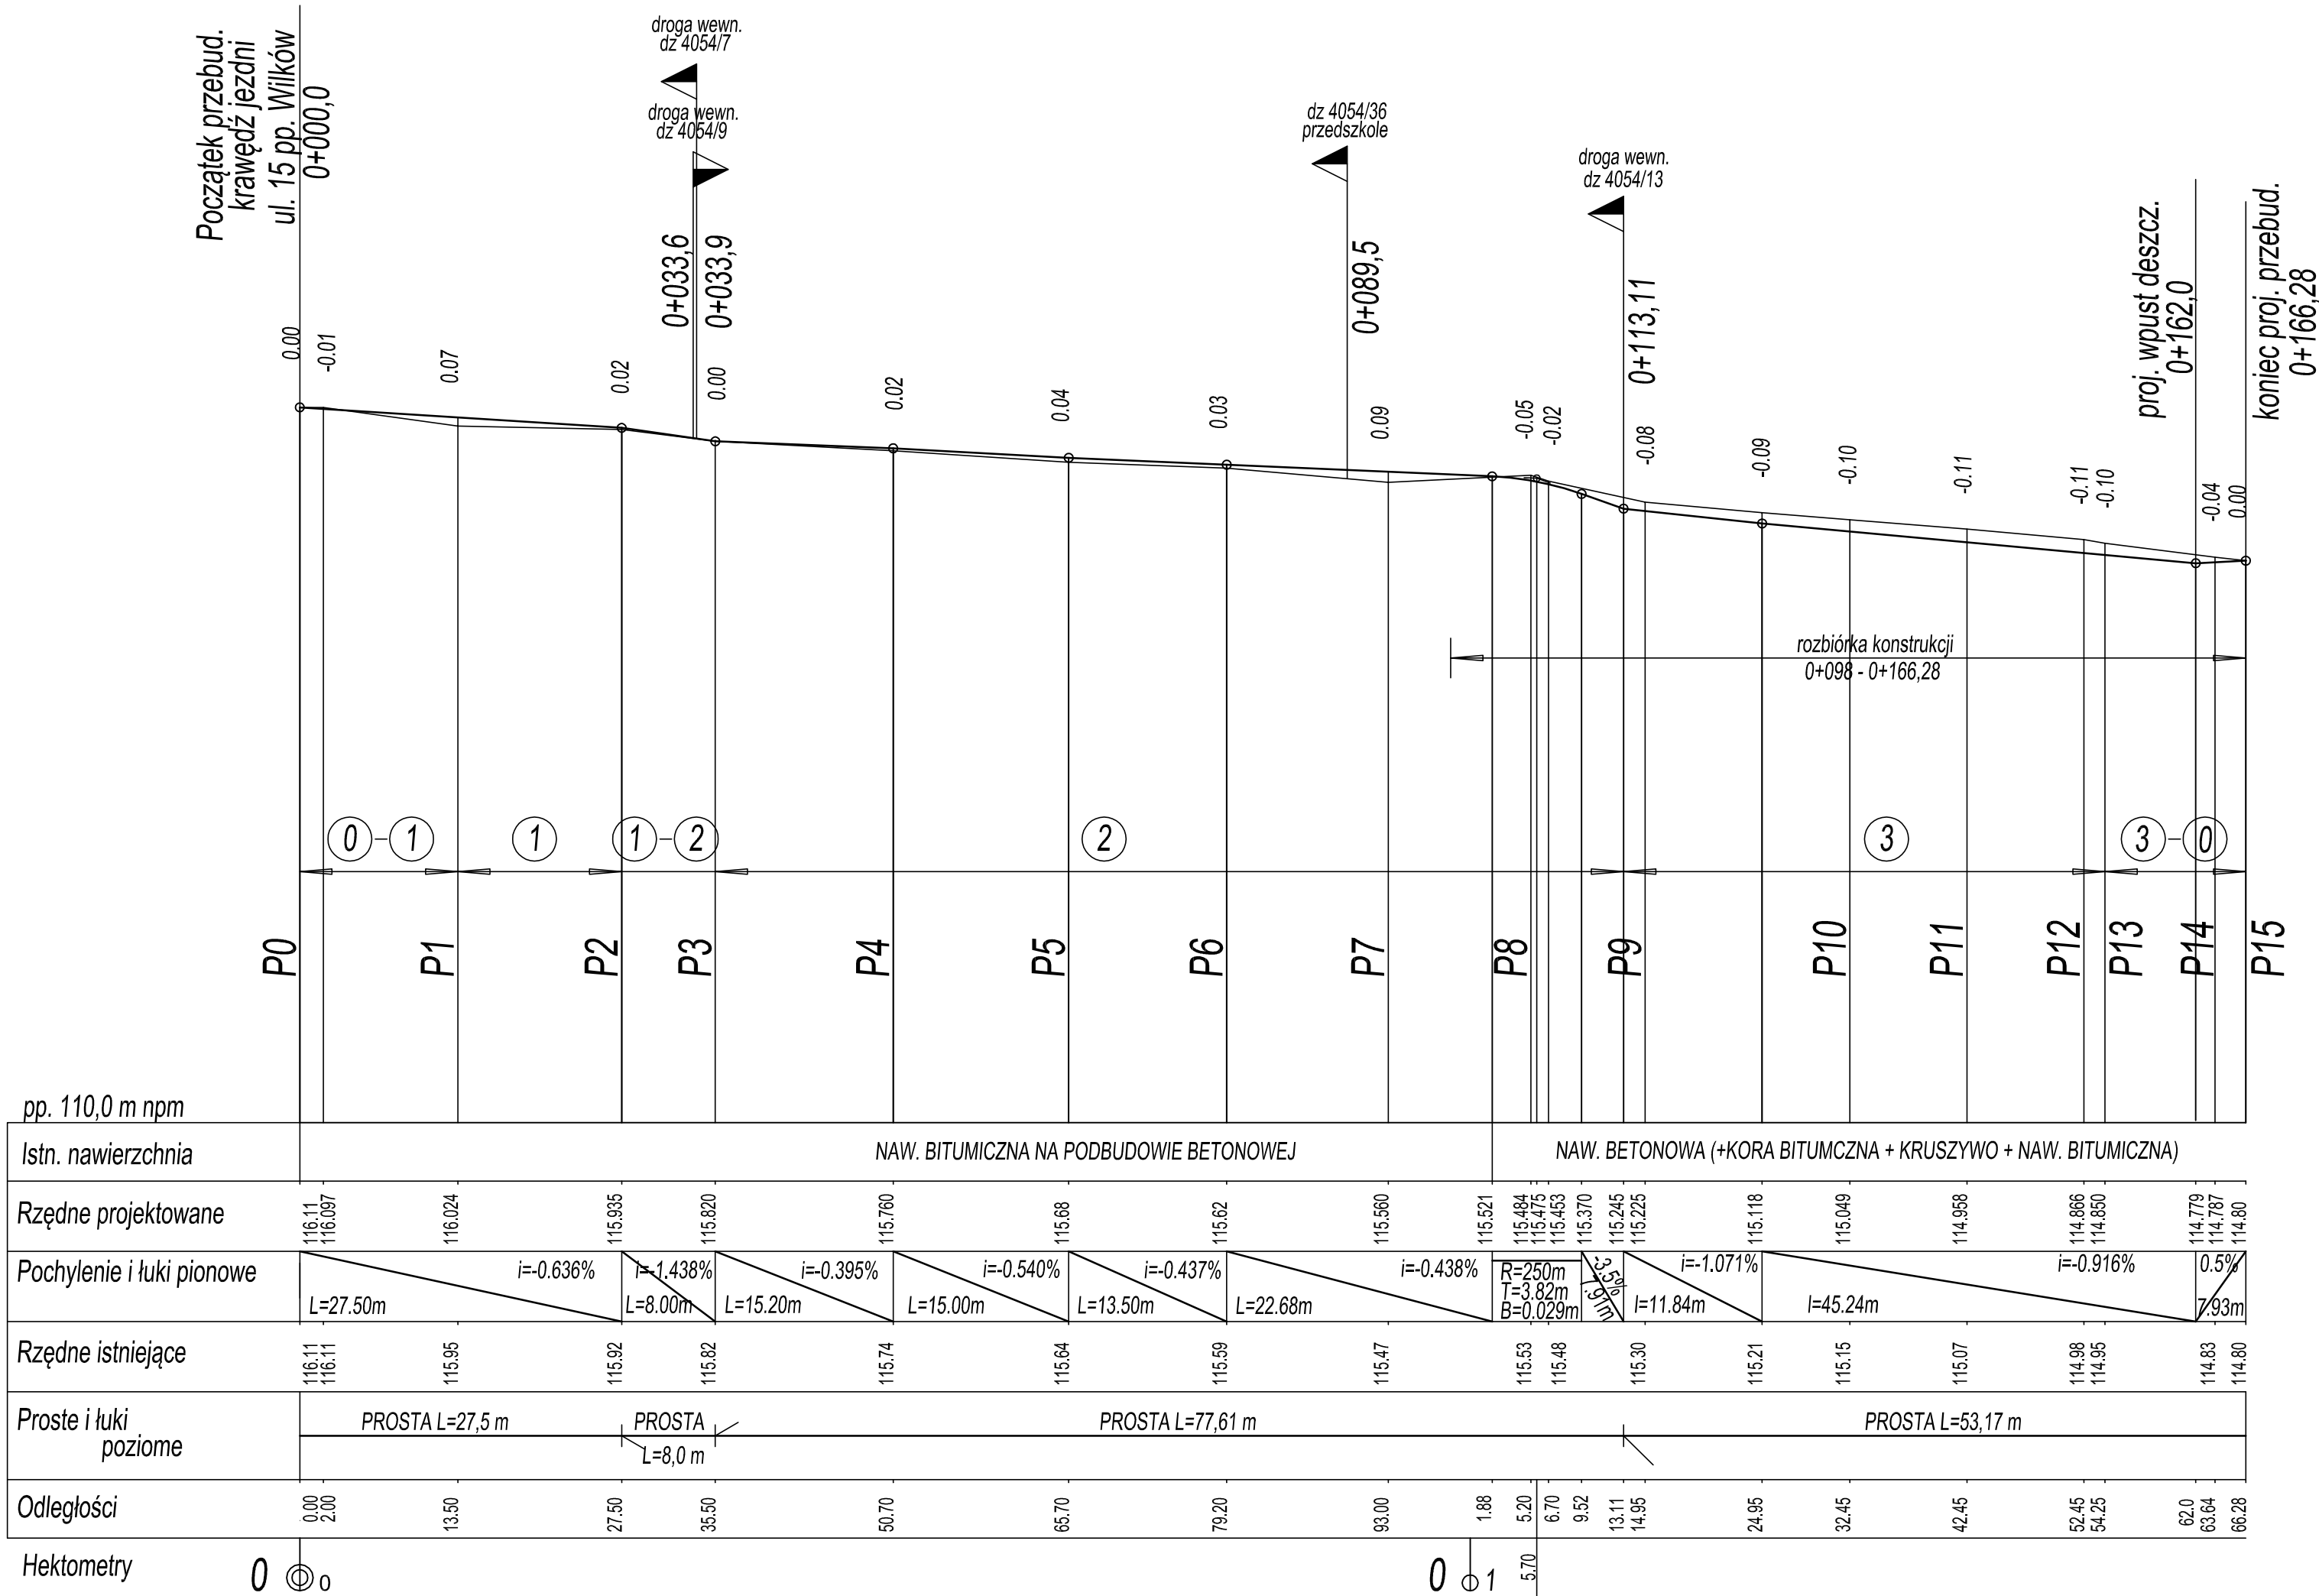 Początek przebud.
krawędź jezdni
ul. 15 pp. Wilków
0+000,0
droga wewn.
dz 4054/7
droga wewn.
dz 4054/9
0+033,6
0+033,9
dz 4054/36
przedszkole
0+089,5
droga wewn.
dz 4054/13
0+113,11
proj. wpust deszcz.
0+162,0
koniec proj. przebud.
0+166,28
0.00
-0.01
0.07
0.02
0.00
0.02
0.04
0.03
0.09
-0.05
-0.02
-0.08
-0.09
-0.10
-0.11
-0.11
-0.10
-0.04
0.00
rozbiórka konstrukcji
0+098 - 0+166,28
0 - 1
1
1 - 2
2
3
3 - 0
P0
P1
P2
P3
P4
P5
P6
P7
P8
P9
P10
P11
P12
P13
P14
P15
pp. 110,0 m npm
Istn. nawierzchnia
NAW. BITUMICZNA NA PODBUDOWIE BETONOWEJ
NAW. BETONOWA (+KORA BITUMCZNA + KRUSZYWO + NAW. BITUMICZNA)
Rzędne projektowane
116.11
116.097
116.024
115.935
115.820
115.760
115.68
115.62
115.560
115.521
115.484
115.475
115.453
115.370
115.245
115.225
115.118
115.049
114.958
114.866
114.850
114.779
114.787
114.80
Pochylenie i łuki pionowe
i=-0.636%
L=27.50m
i=-1.438%
L=8.00m
i=-0.395%
L=15.20m
i=-0.540%
L=15.00m
i=-0.437%
L=13.50m
i=-0.438%
L=22.68m
R=250m
T=3.82m
B=0.029m
-3.5%
7.91m
i=-1.071%
l=11.84m
i=-0.916%
l=45.24m
0.5%
7.93m
Rzędne istniejące
116.11
116.11
115.95
115.92
115.82
115.74
115.64
115.59
115.47
115.53
115.48
115.30
115.21
115.15
115.07
114.98
114.95
114.83
114.80
Proste i łuki
poziome
PROSTA L=27,5 m
PROSTA
L=8,0 m
PROSTA L=77,61 m
PROSTA L=53,17 m
Odległości
0.00
2.00
13.50
27.50
35.50
50.70
65.70
79.20
93.00
1.88
5.20
6.70
9.52
13.11
14.95
24.95
32.45
42.45
52.45
54.25
62.0
63.64
66.28
Hektometry
0
0
0
1
5.70